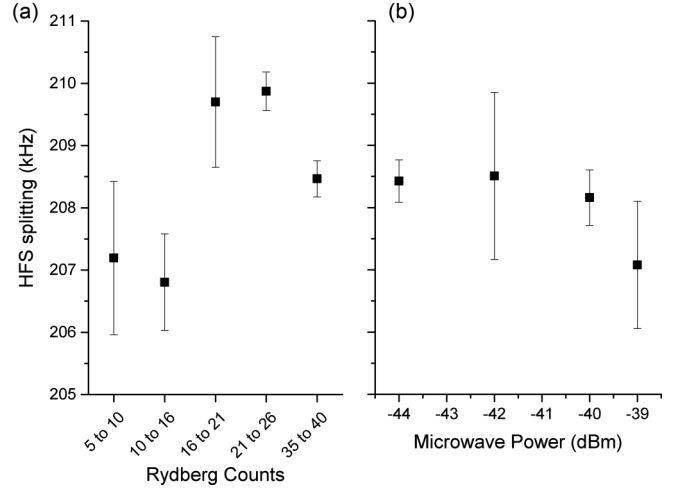 (a)
(b)
HFS splitting (kHz)
211
210
209
208
207
206
205
5 to 10
10 to 16
16 to 21
21 to 26
35 to 40
Rydberg Counts
-44
-43
-42
-41
-40
-39
Microwave Power (dBm)